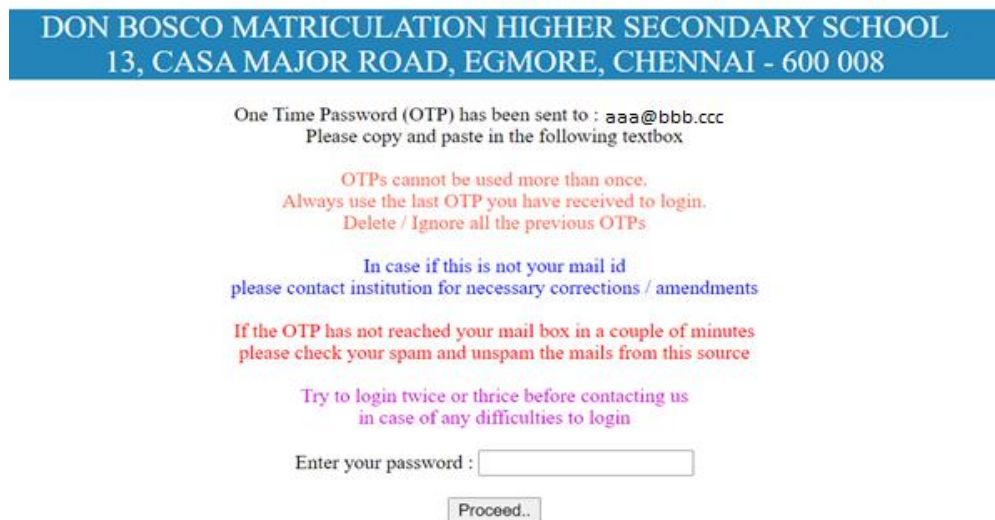 DON BOSCO MATRICULATION HIGHER SECONDARY SCHOOL
13, CASA MAJOR ROAD, EGMORE, CHENNAI - 600 008
One Time Password (OTP) has been sent to : aaa@bbb.ccc
Please copy and paste in the following textbox
OTPs cannot be used more than once.
Always use the last OTP you have received to login.
Delete / Ignore all the previous OTPs
In case if this is not your mail id
please contact institution for necessary corrections / amendments
If the OTP has not reached your mail box in a couple of minutes
please check your spam and unspam the mails from this source
Try to login twice or thrice before contacting us
in case of any difficulties to login
Enter your password :
Proceed..